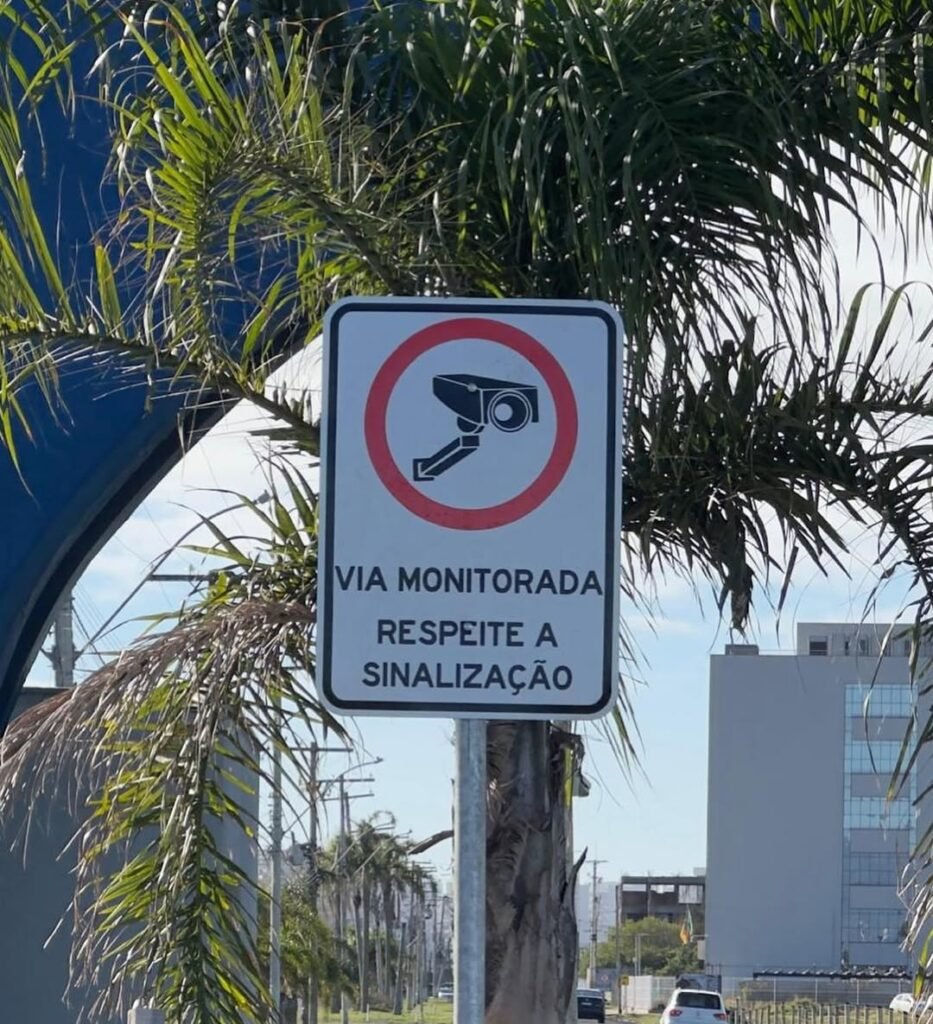 VIA MONITORADA
RESPEITE A
SINALIZAÇÃO